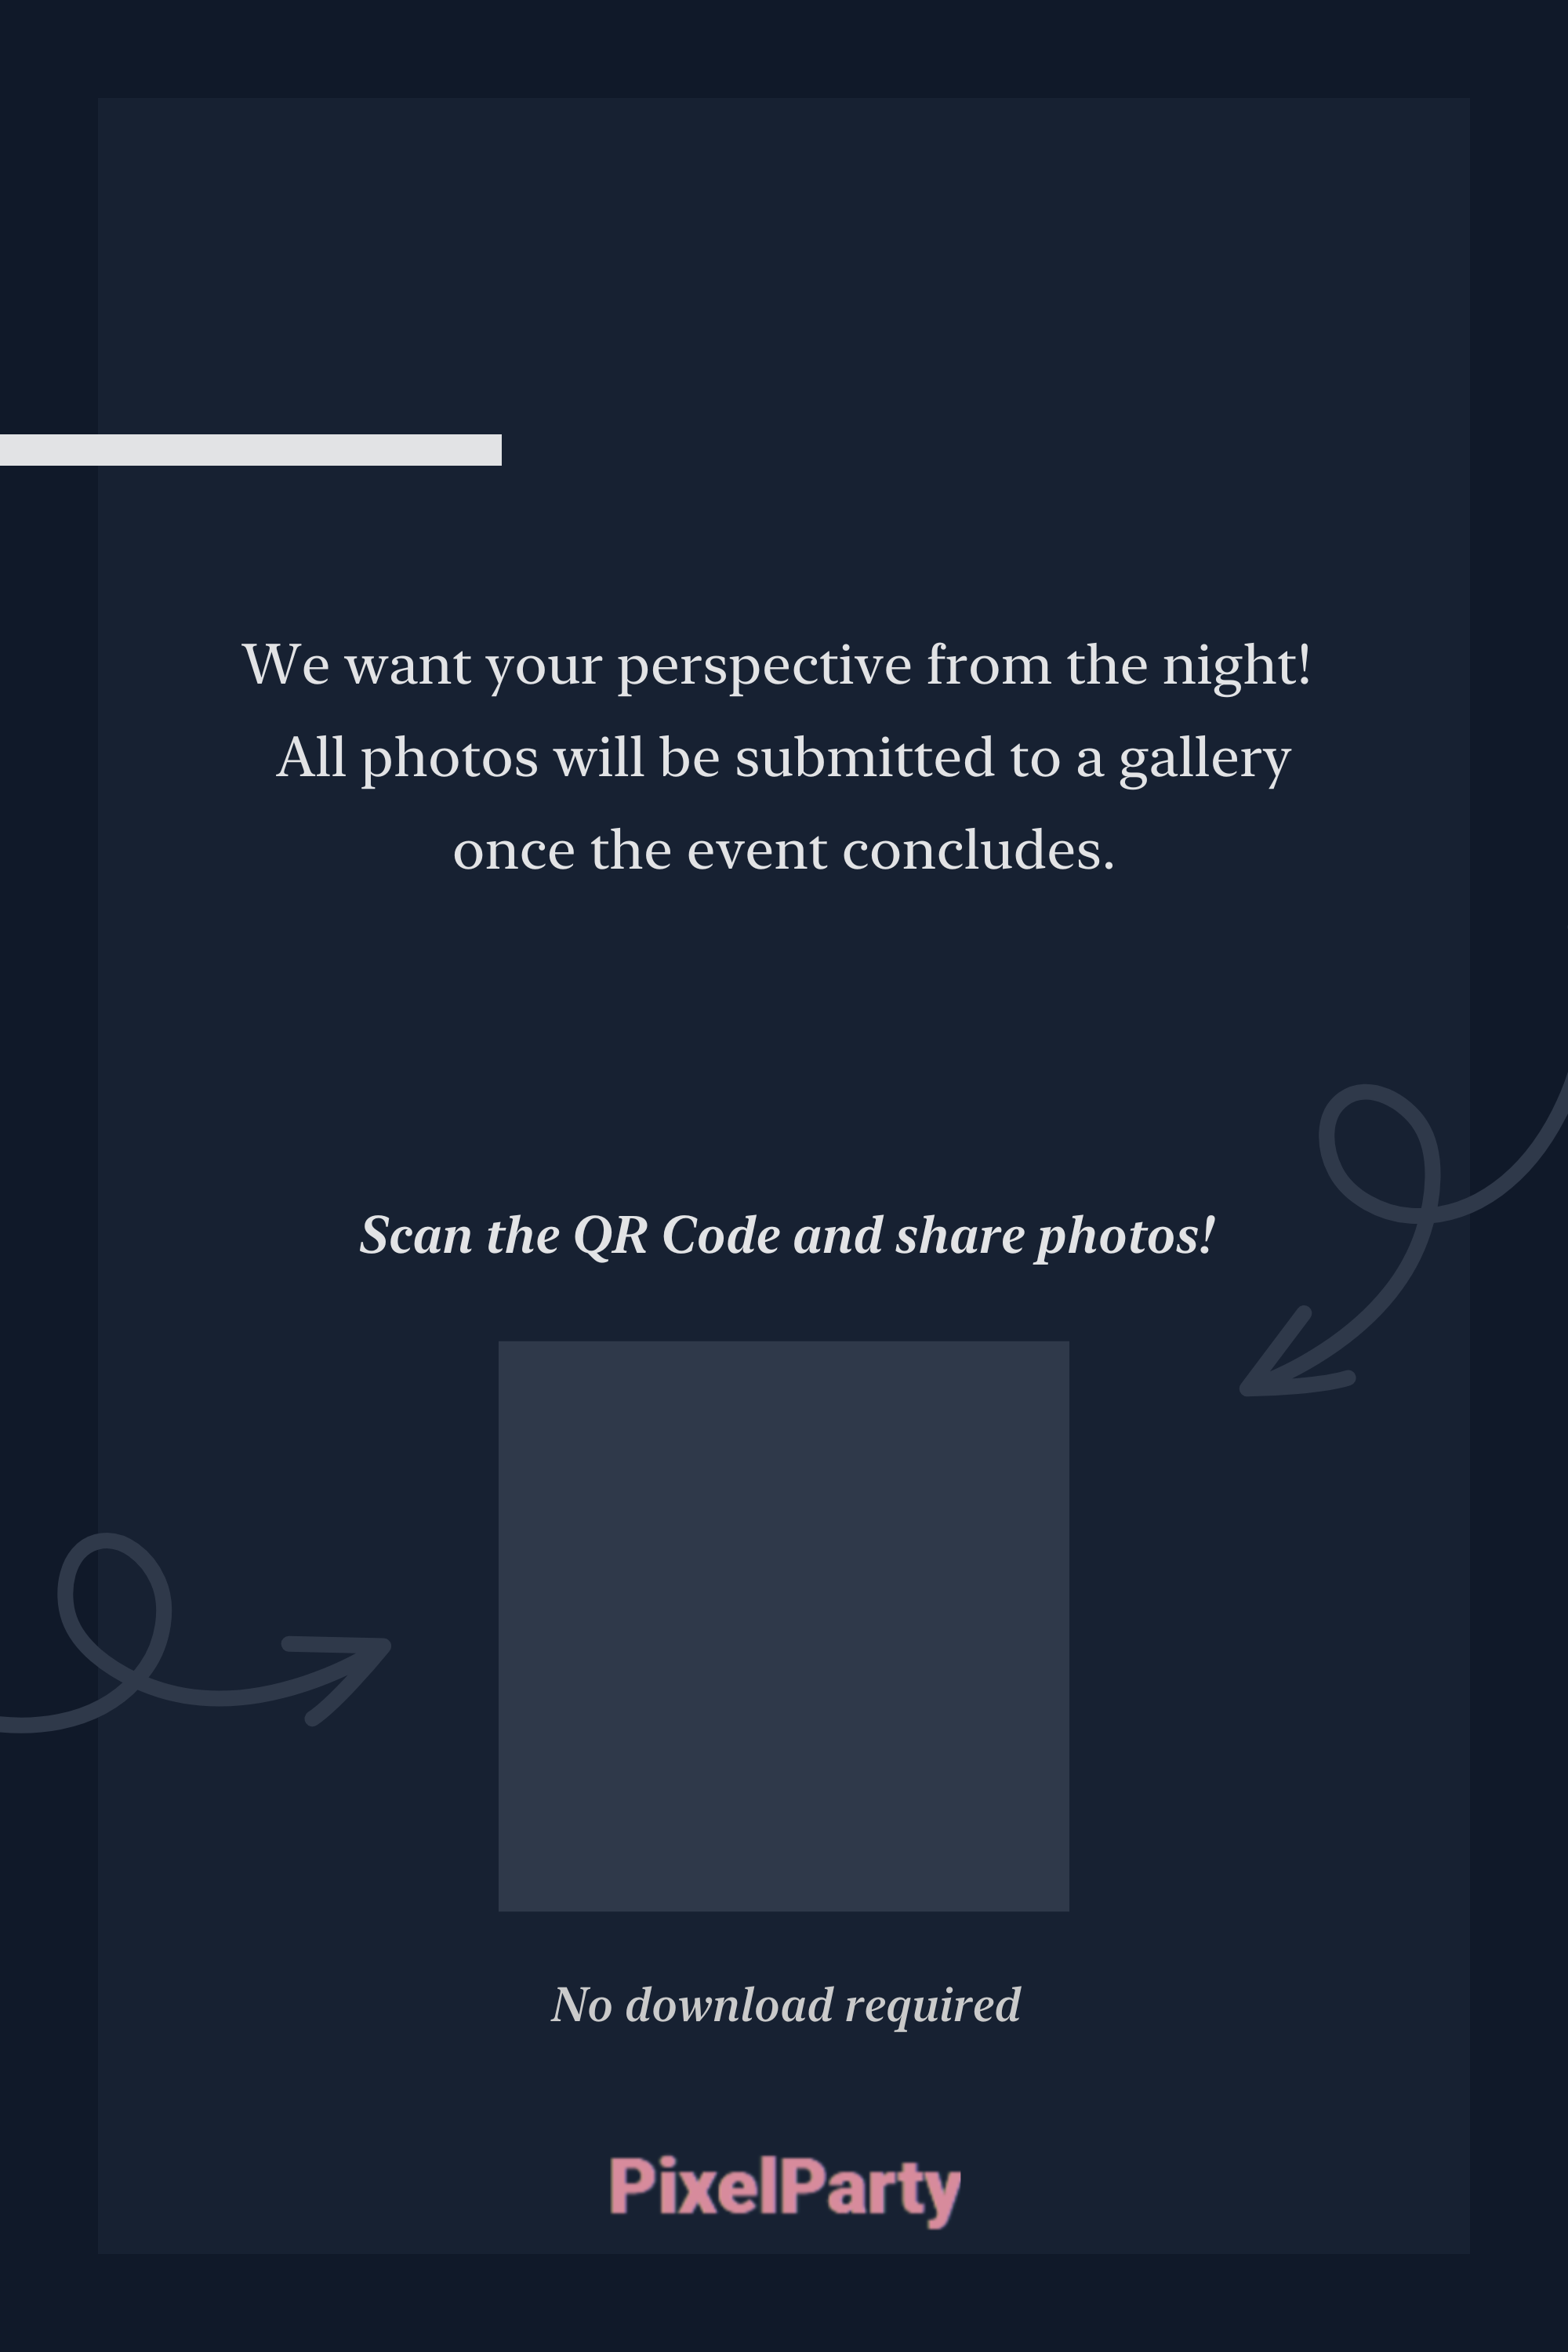 We want your perspective from the night!
All photos will be submitted to a gallery
once the event concludes.
Scan the QR Code and share photos!
No download required
PixelParty